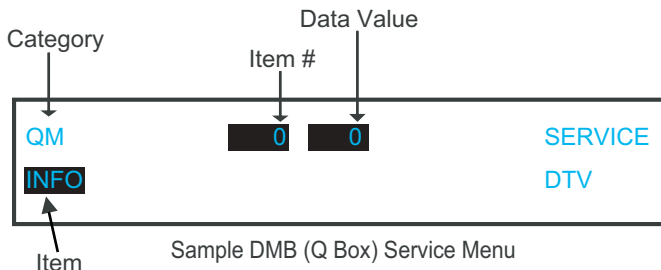 Data Value
Category
Item #
QM 0 0 SERVICE
INFO DTV
Item
Sample DMB (Q Box) Service Menu